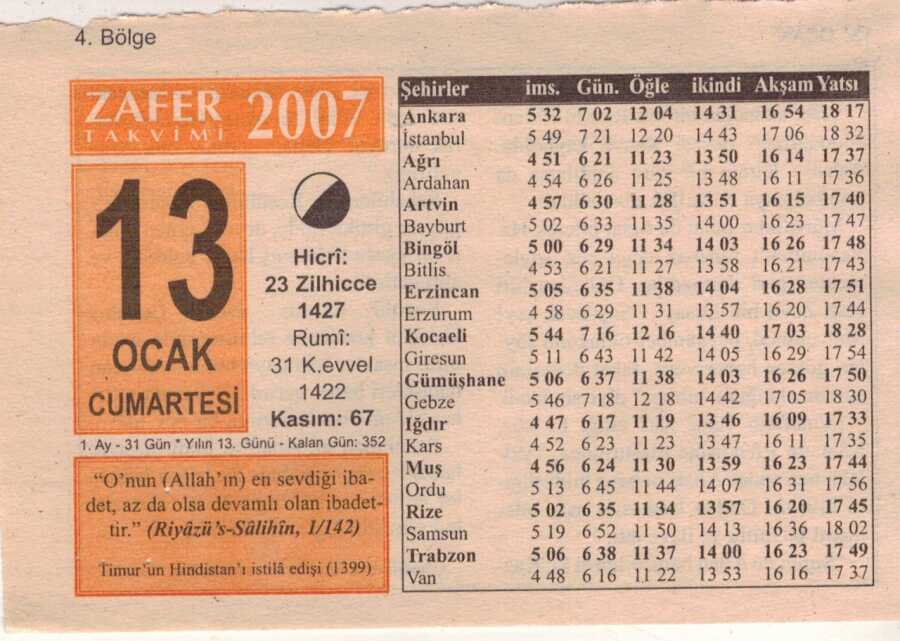 4. Bölge
ZAFER
TAKVİMİ
2007
13
OCAK
CUMARTESİ
Hicrî:
23 Zilhicce
1427
Rumî:
31 K.evvel
1422
Kasım: 67
1. Ay - 31 Gün * Yılın 13. Günü - Kalan Gün: 352
“O’nun (Allah’ın) en sevdiği iba-
det, az da olsa devamlı olan ibadet-
tir.” (Riyâzü’s-Sâlihîn, 1/142)
Timur’un Hindistan’ı istilâ edişi (1399)
Şehirler ims. Gün. Öğle ikindi Akşam Yatsı
Ankara 5 32 7 02 12 04 14 31 16 54 18 17
İstanbul 5 49 7 21 12 20 14 43 17 06 18 32
Ağrı 4 51 6 21 11 23 13 50 16 14 17 37
Ardahan 4 54 6 26 11 25 13 48 16 11 17 36
Artvin 4 57 6 30 11 28 13 51 16 15 17 40
Bayburt 5 02 6 33 11 35 14 00 16 23 17 47
Bingöl 5 00 6 29 11 34 14 03 16 26 17 48
Bitlis 4 53 6 21 11 27 13 58 16 21 17 43
Erzincan 5 05 6 35 11 38 14 04 16 28 17 51
Erzurum 4 58 6 29 11 31 13 57 16 20 17 44
Kocaeli 5 44 7 16 12 16 14 40 17 03 18 28
Giresun 5 11 6 43 11 42 14 05 16 29 17 54
Gümüşhane 5 06 6 37 11 38 14 03 16 26 17 50
Gebze 5 46 7 18 12 18 14 42 17 05 18 30
Iğdır 4 47 6 17 11 19 13 46 16 09 17 33
Kars 4 52 6 23 11 23 13 47 16 11 17 35
Muş 4 56 6 24 11 30 13 59 16 23 17 44
Ordu 5 13 6 45 11 44 14 07 16 31 17 56
Rize 5 02 6 35 11 34 13 57 16 20 17 45
Samsun 5 19 6 52 11 50 14 13 16 36 18 02
Trabzon 5 06 6 38 11 37 14 00 16 23 17 49
Van 4 48 6 16 11 22 13 53 16 16 17 37